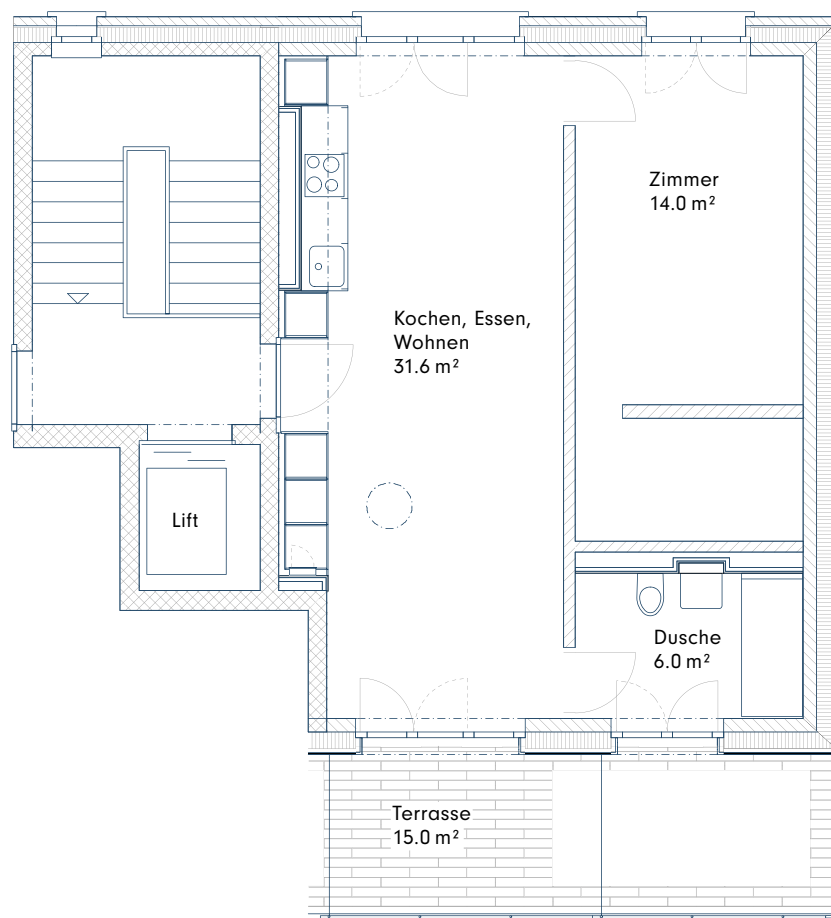 Zimmer
14.0 m²
Kochen, Essen,
Wohnen
31.6 m²
Lift
Dusche
6.0 m²
Terrasse
15.0 m²